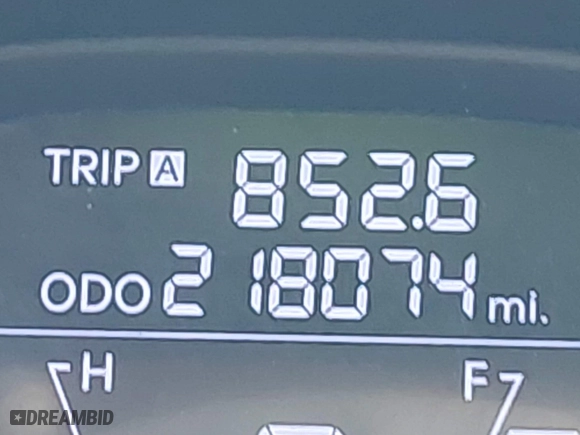 TRIP A 852.6
ODO 218074 mi.
H F
DREAMBID